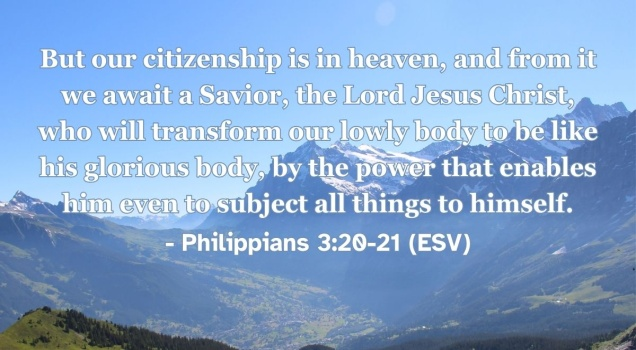 But our citizenship is in heaven, and from it
we await a Savior, the Lord Jesus Christ,
who will transform our lowly body to be like
his glorious body, by the power that enables
him even to subject all things to himself.
- Philippians 3:20-21 (ESV)